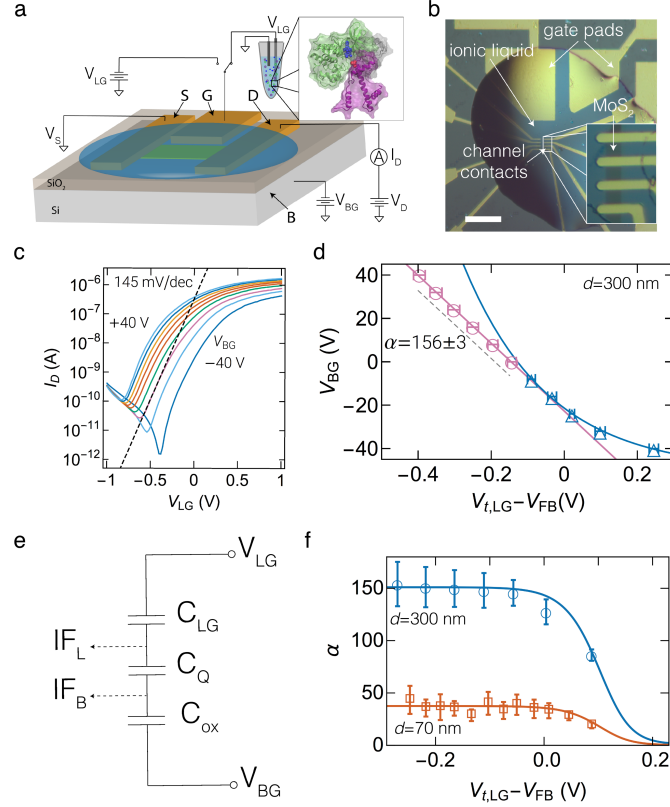 a
V_LG
V_LG
S
G
D
V_S
A
I_D
SiO₂
Si
B
V_BG
V_D
b
gate pads
ionic liquid
MoS₂
channel
contacts
c
145 mV/dec
+40 V
V_BG
−40 V
I_D (A)
10⁻⁶
10⁻⁷
10⁻⁸
10⁻⁹
10⁻¹⁰
10⁻¹¹
10⁻¹²
−1 −0.5 0 0.5 1
V_LG (V)
d
d=300 nm
α=156±3
V_BG (V)
40
20
0
−20
−40
−0.4 −0.2 0 0.2
V_t,LG−V_FB(V)
e
V_LG
C_LG
IF_L
C_Q
IF_B
C_ox
V_BG
f
150
d=300 nm
100
α
50
d=70 nm
0
−0.2 0.0 0.2
V_t,LG−V_FB (V)